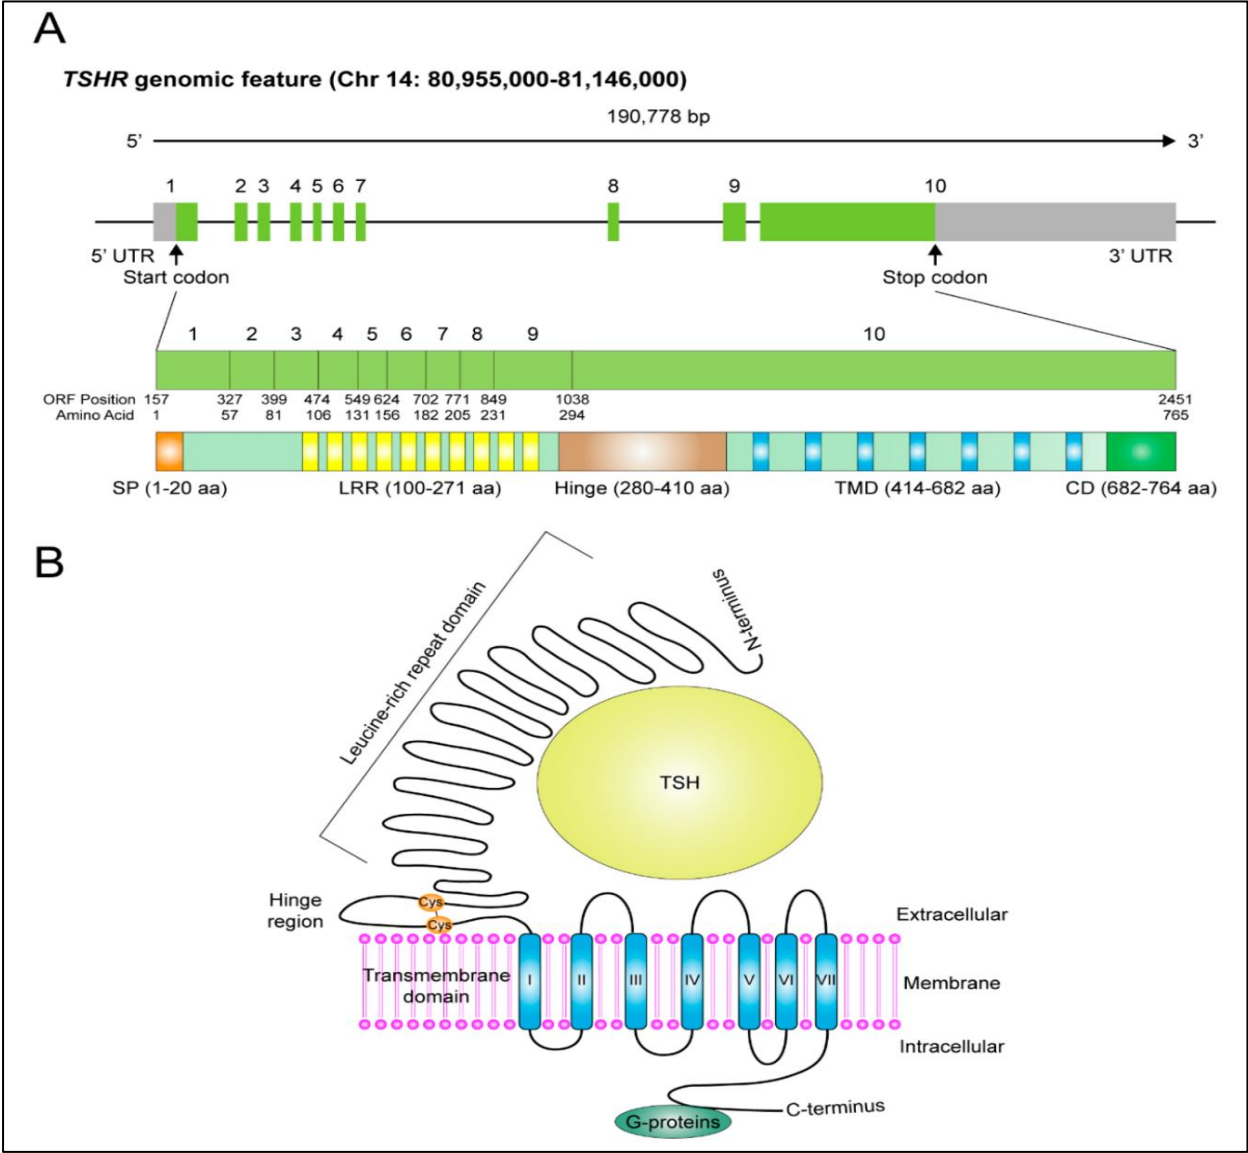 A
TSHR genomic feature (Chr 14: 80,955,000-81,146,000)
190,778 bp
5’ 3’
1 2 3 4 5 6 7 8 9 10
5’ UTR 3’ UTR
Start codon Stop codon
1 2 3 4 5 6 7 8 9 10
ORF Position 157 327 399 474 549 624 702 771 849 1038 2451
Amino Acid 1 57 81 106 131 156 182 205 231 294 765
SP (1-20 aa) LRR (100-271 aa) Hinge (280-410 aa) TMD (414-682 aa) CD (682-764 aa)
B
Leucine-rich repeat domain
N-terminus
TSH
Hinge
region
Cys
Cys
Extracellular
Transmembrane
domain
I II III IV V VI VII
Membrane
Intracellular
C-terminus
G-proteins